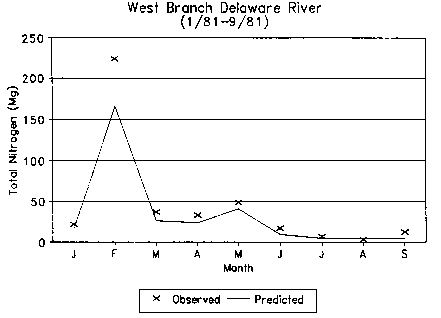 West Branch Delaware River
(1/81-9/81)
Total Nitrogen (Mg)
250
200
150
100
50
0
J F M A M J J A S
Month
× Observed — Predicted